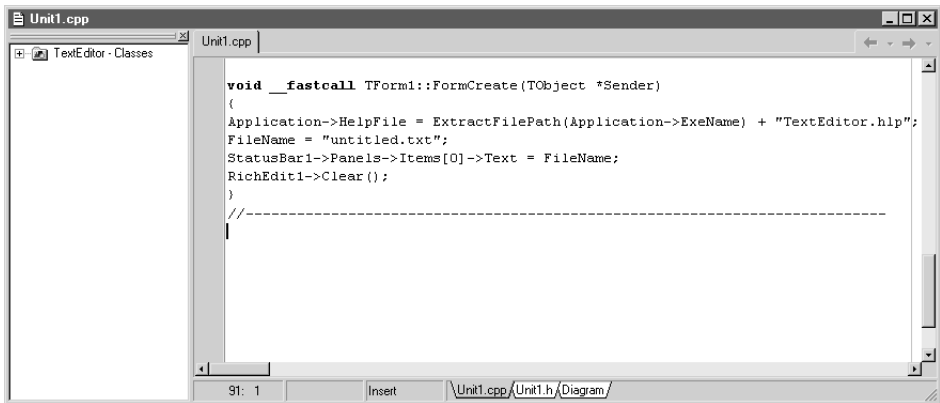 Unit1.cpp
TextEditor - Classes
Unit1.cpp
void __fastcall TForm1::FormCreate(TObject *Sender)
{
Application->HelpFile = ExtractFilePath(Application->ExeName) + "TextEditor.hlp";
FileName = "untitled.txt";
StatusBar1->Panels->Items[0]->Text = FileName;
RichEdit1->Clear();
}
//---------------------------------------------------------------------------
91: 1 Insert Unit1.cpp Unit1.h Diagram